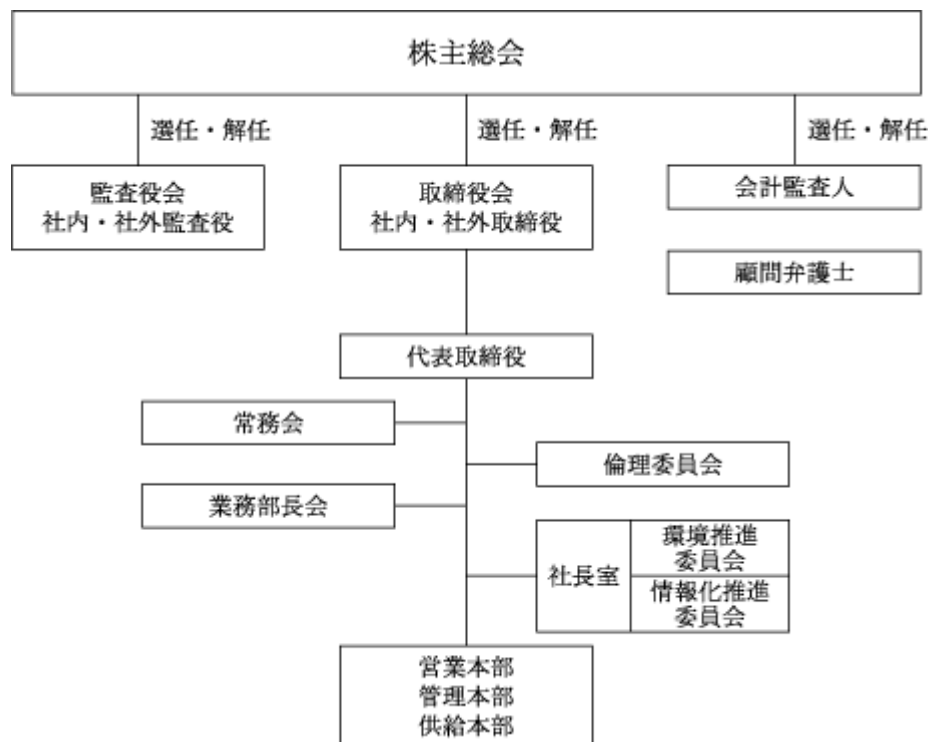 株主総会
選任・解任
選任・解任
選任・解任
監査役会
社内・社外監査役
取締役会
社内・社外取締役
会計監査人
顧問弁護士
代表取締役
常務会
倫理委員会
業務部長会
社長室
環境推進
委員会
情報化推進
委員会
営業本部
管理本部
供給本部